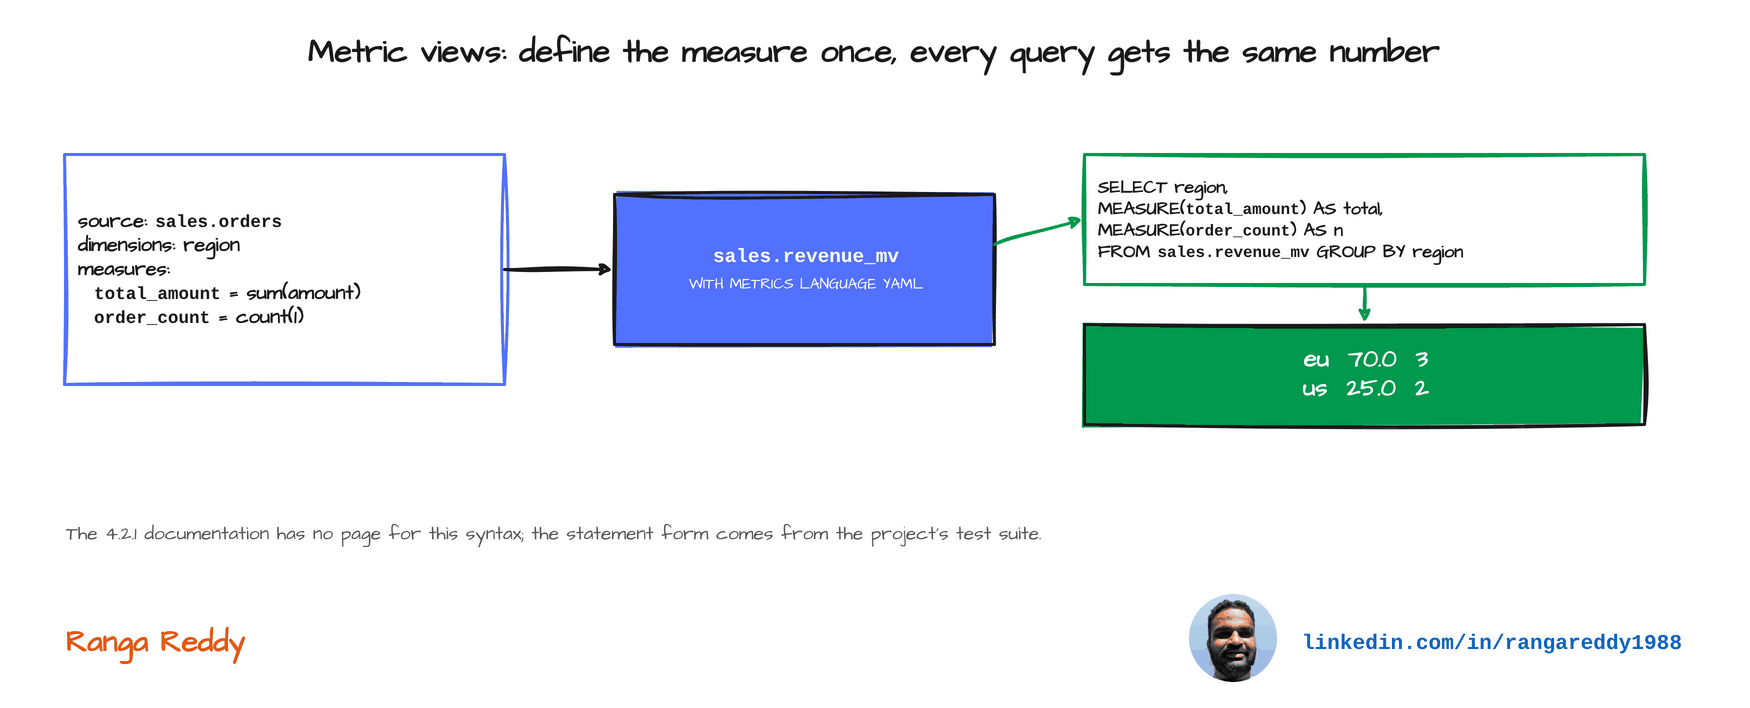 Metric views: define the measure once, every query gets the same number
source: sales.orders
dimensions: region
measures:
total_amount = sum(amount)
order_count = count(1)
sales.revenue_mv
WITH METRICS LANGUAGE YAML
SELECT region,
MEASURE(total_amount) AS total,
MEASURE(order_count) AS n
FROM sales.revenue_mv GROUP BY region
eu 70.0 3
us 25.0 2
The 4.2.1 documentation has no page for this syntax; the statement form comes from the project's test suite.
Ranga Reddy
linkedin.com/in/rangareddy1988